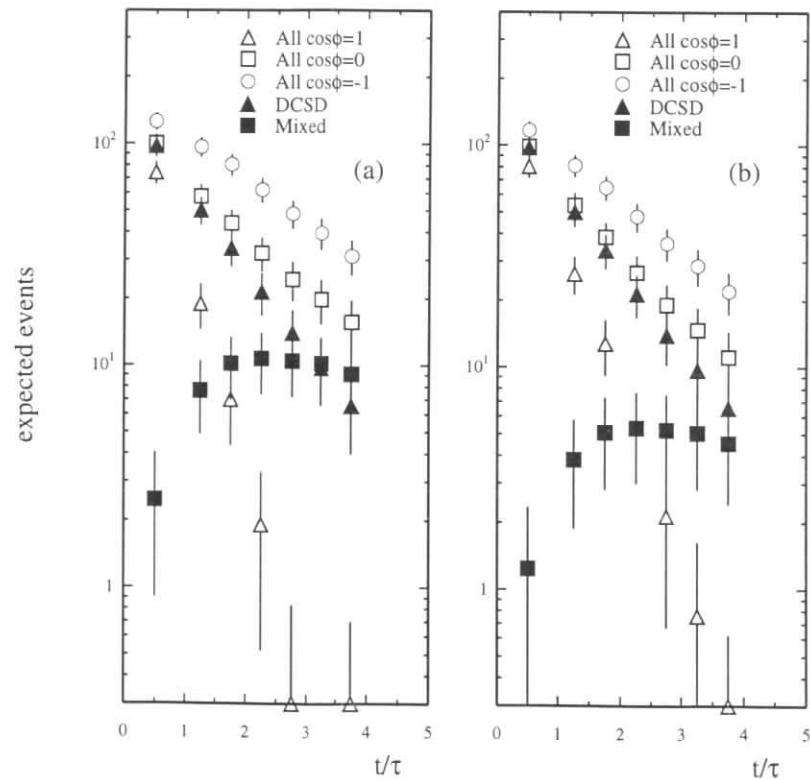 All cosϕ=1
All cosϕ=0
All cosϕ=-1
DCSD
Mixed
(a)
10²
10
1
0 1 2 3 4 5
t/τ
expected events
All cosϕ=1
All cosϕ=0
All cosϕ=-1
DCSD
Mixed
(b)
10²
10
1
0 1 2 3 4 5
t/τ